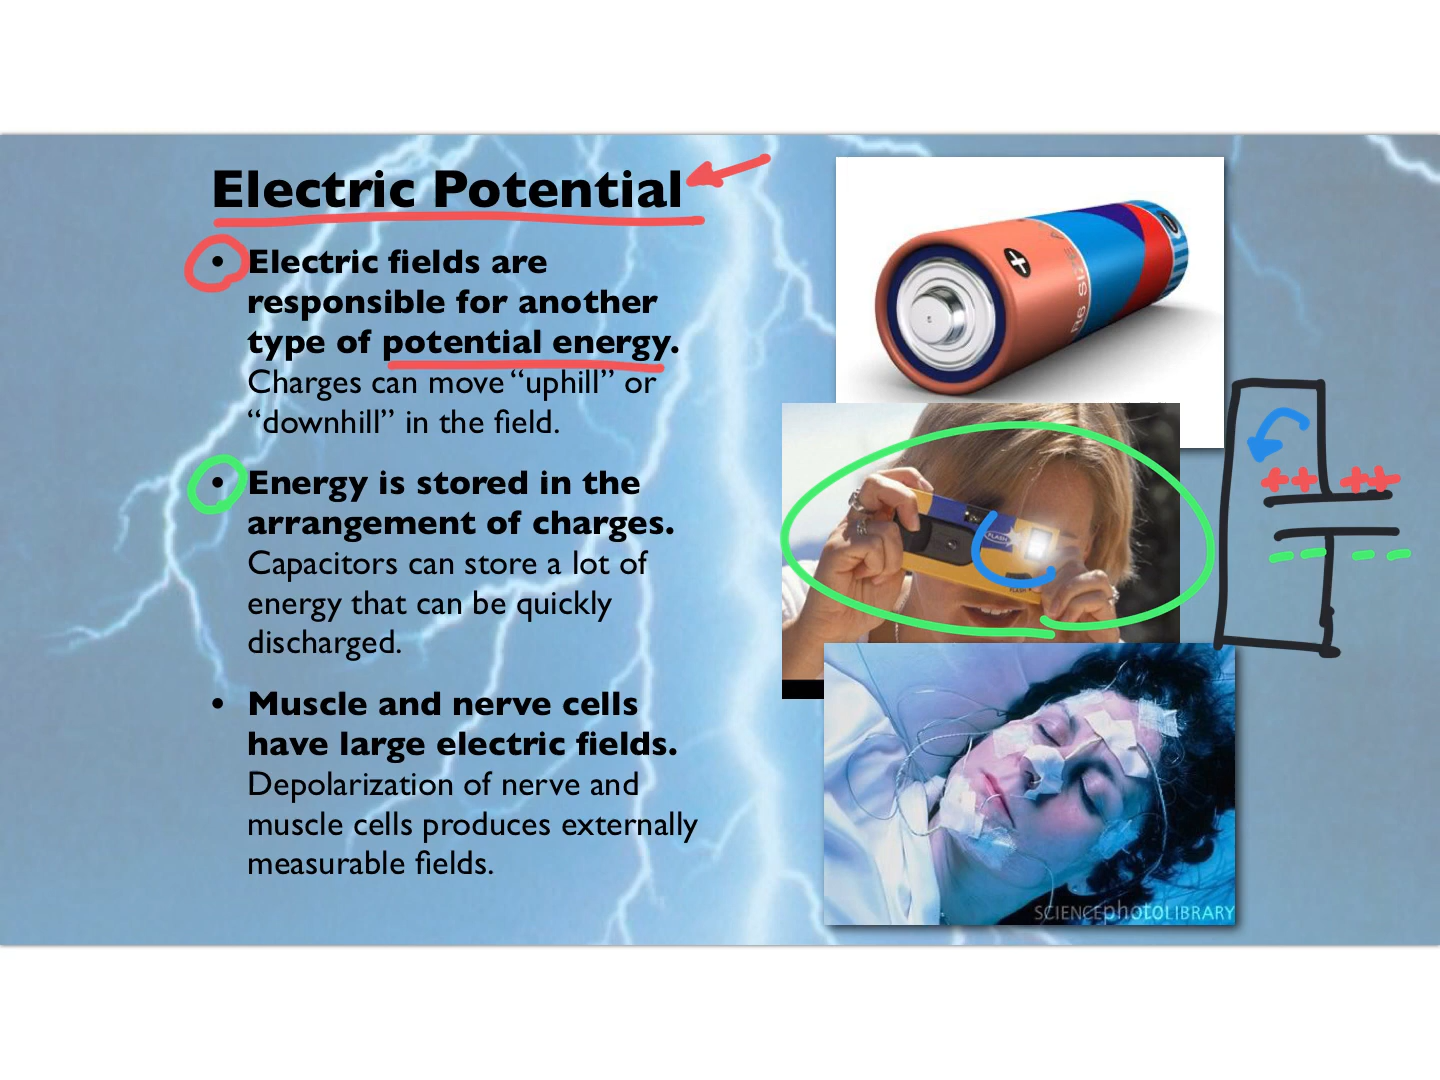 Electric Potential
• Electric fields are
responsible for another
type of potential energy.
Charges can move “uphill” or
“downhill” in the field.
• Energy is stored in the
arrangement of charges.
Capacitors can store a lot of
energy that can be quickly
discharged.
• Muscle and nerve cells
have large electric fields.
Depolarization of nerve and
muscle cells produces externally
measurable fields.
+
FLASH
++ ++
SCIENCEphotoLIBRARY